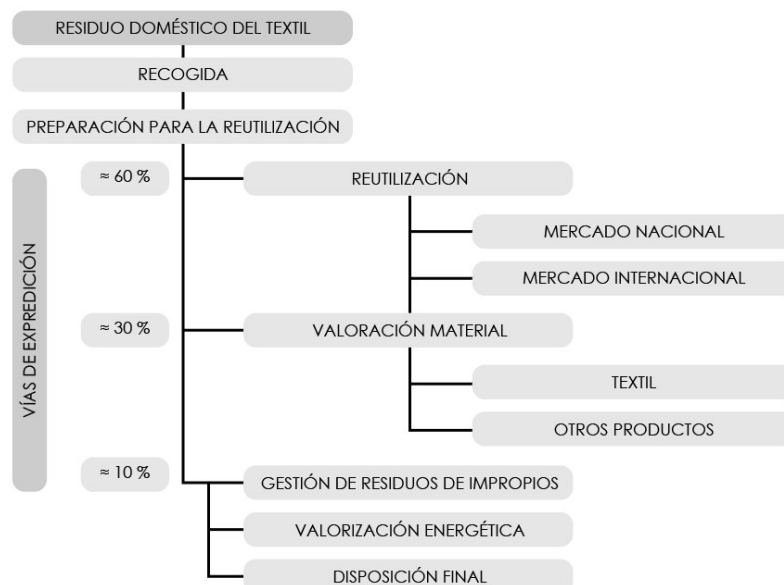 RESIDUO DOMÉSTICO DEL TEXTIL
RECOGIDA
PREPARACIÓN PARA LA REUTILIZACIÓN
VÍAS DE EXPREDICIÓN
≈ 60 %
REUTILIZACIÓN
MERCADO NACIONAL
MERCADO INTERNACIONAL
≈ 30 %
VALORACIÓN MATERIAL
TEXTIL
OTROS PRODUCTOS
≈ 10 %
GESTIÓN DE RESIDUOS DE IMPROPIOS
VALORIZACIÓN ENERGÉTICA
DISPOSICIÓN FINAL